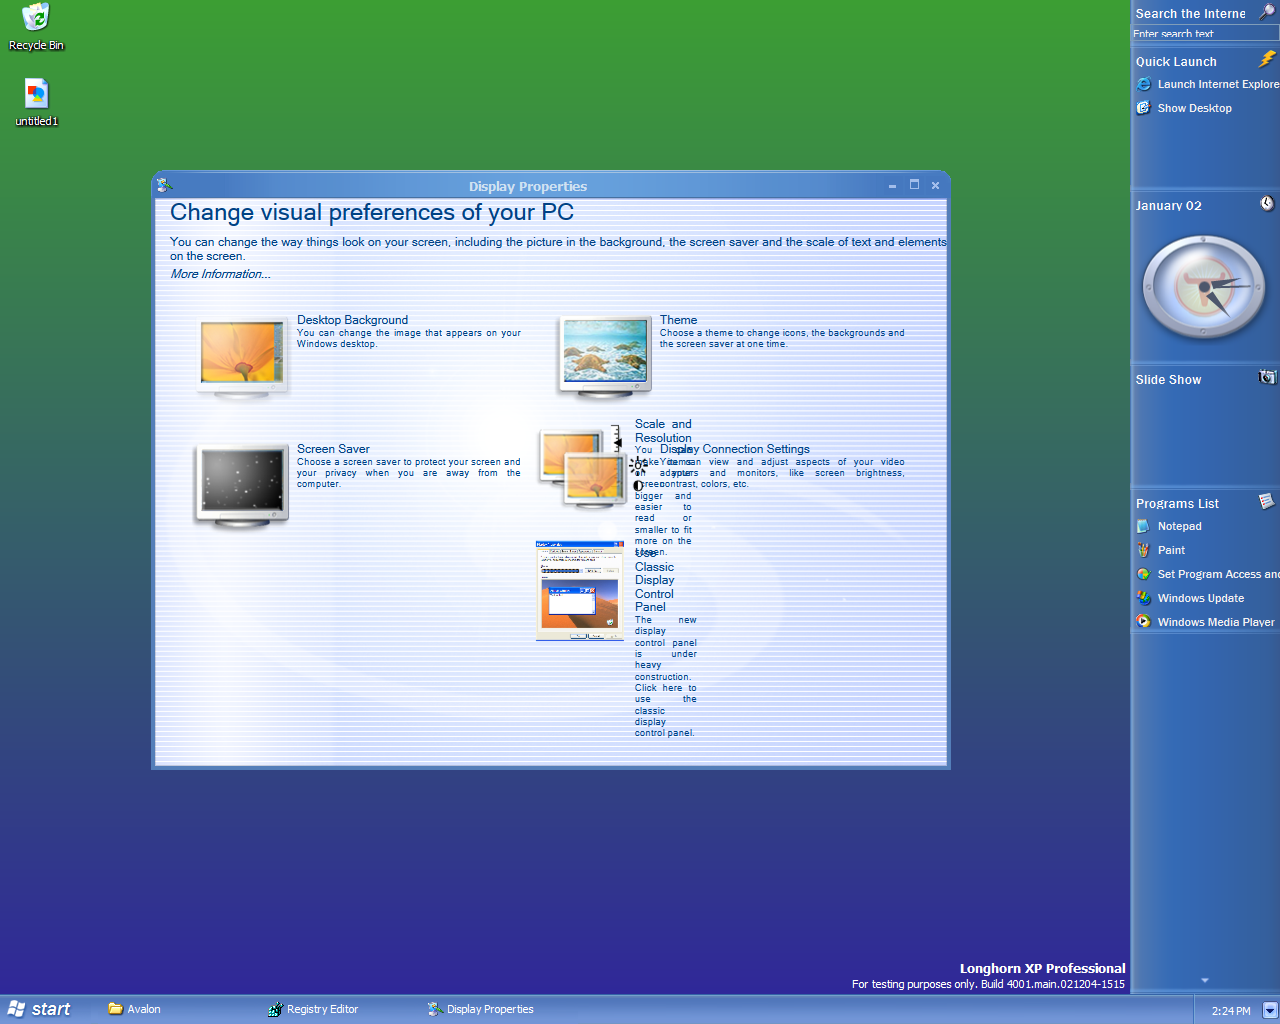 Recycle Bin
untitled1
Search the Interne
Enter search text
Quick Launch
Launch Internet Explore
Show Desktop
January 02
Slide Show
Programs List
Notepad
Paint
Set Program Access and
Windows Update
Windows Media Player
Display Properties
Change visual preferences of your PC
You can change the way things look on your screen, including the picture in the background, the screen saver and the scale of text and elements
on the screen.
More Information...
Desktop Background
You can change the image that appears on your
Windows desktop.
Theme
Choose a theme to change icons, the backgrounds and
the screen saver at one time.
Screen Saver
Choose a screen saver to protect your screen and
your privacy when you are away from the
computer.
Scale and
Resolution
bigger and
easier to
read or
smaller to fit
more on the
screen.
Display Connection Settings
You can view and adjust aspects of your video
adapters and monitors, like screen brightness,
contrast, colors, etc.
Use
Classic
Display
Control
Panel
The new
display
control panel
is under
heavy
construction.
Click here to
use the
classic
display
control panel.
Longhorn XP Professional
For testing purposes only. Build 4001.main.021204-1515
start
Avalon
Registry Editor
Display Properties
2:24 PM